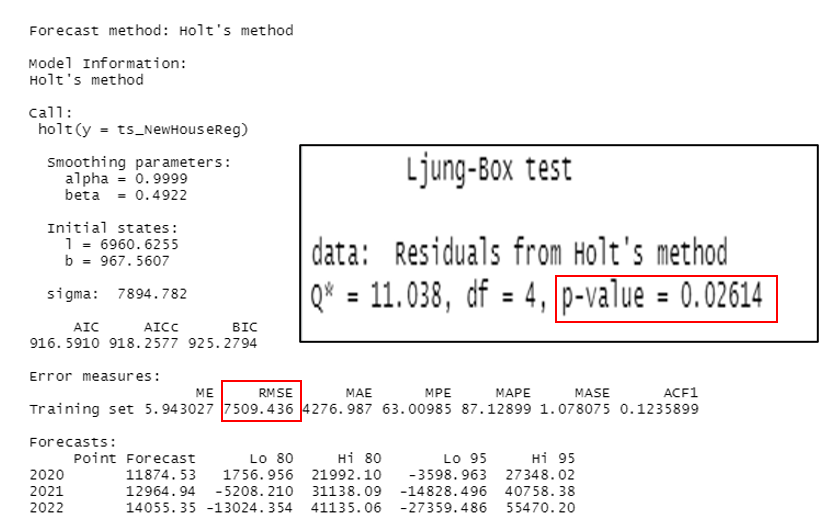 Forecast method: Holt's method
Model Information:
Holt's method
Call:
holt(y = ts_NewHouseReg)
Smoothing parameters:
alpha = 0.9999
beta = 0.4922
Initial states:
l = 6960.6255
b = 967.5607
sigma: 7894.782
AIC AICc BIC
916.5910 918.2577 925.2794
Ljung-Box test
data: Residuals from Holt's method
Q* = 11.038, df = 4, p-value = 0.02614
Error measures:
ME RMSE MAE MPE MAPE MASE ACF1
Training set 5.943027 7509.436 4276.987 63.00985 87.12899 1.078075 0.1235899
Forecasts:
Point Forecast Lo 80 Hi 80 Lo 95 Hi 95
2020 11874.53 1756.956 21992.10 -3598.963 27348.02
2021 12964.94 -5208.210 31138.09 -14828.496 40758.38
2022 14055.35 -13024.354 41135.06 -27359.486 55470.20